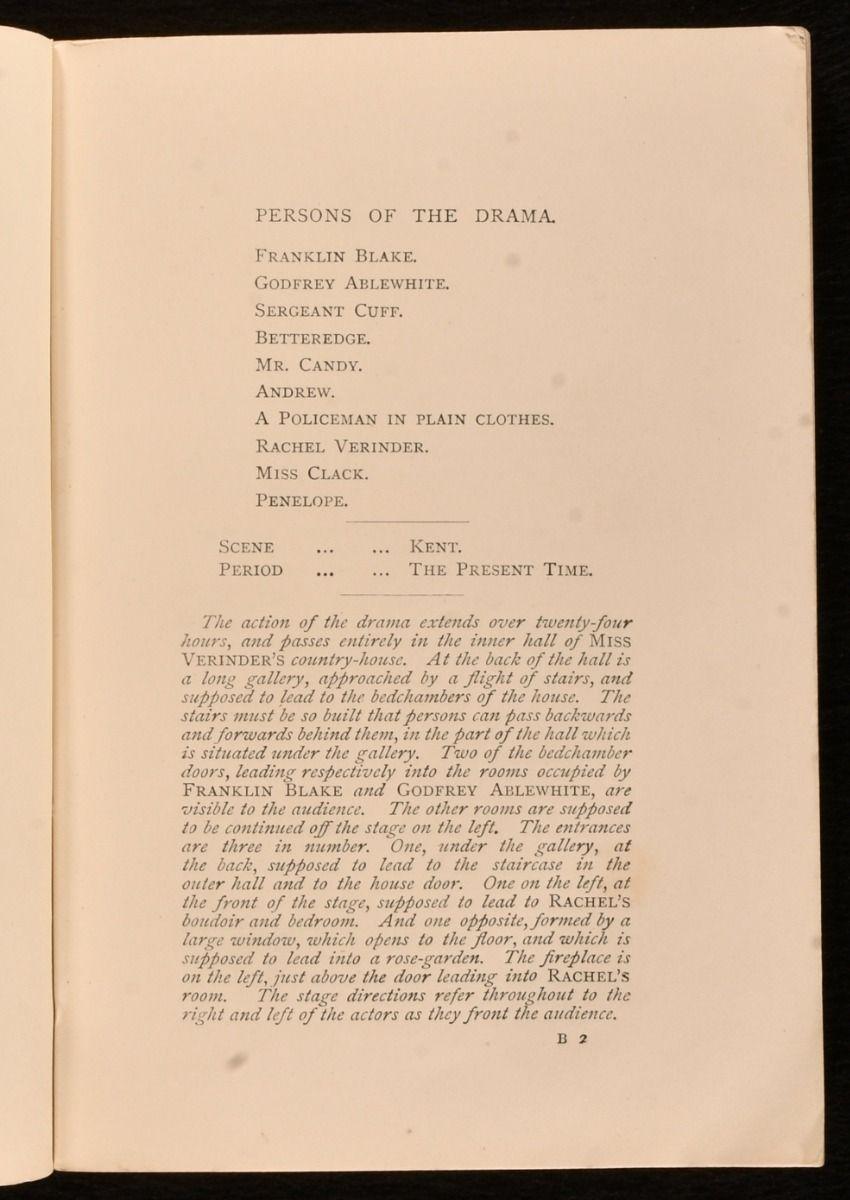 PERSONS OF THE DRAMA.
FRANKLIN BLAKE.
GODFREY ABLEWHITE.
SERGEANT CUFF.
BETTEREDGE.
MR. CANDY.
ANDREW.
A POLICEMAN IN PLAIN CLOTHES.
RACHEL VERINDER.
MISS CLACK.
PENELOPE.
SCENE ... ... KENT.
PERIOD ... ... THE PRESENT TIME.
The action of the drama extends over twenty-four
hours, and passes entirely in the inner hall of MISS
VERINDER'S country-house. At the back of the hall is
a long gallery, approached by a flight of stairs, and
supposed to lead to the bedchambers of the house. The
stairs must be so built that persons can pass backwards
and forwards behind them, in the part of the hall which
is situated under the gallery. Two of the bedchamber
doors, leading respectively into the rooms occupied by
FRANKLIN BLAKE and GODFREY ABLEWHITE, are
visible to the audience. The other rooms are supposed
to be continued off the stage on the left. The entrances
are three in number. One, under the gallery, at
the back, supposed to lead to the staircase in the
outer hall and to the house door. One on the left, at
the front of the stage, supposed to lead to RACHEL'S
boudoir and bedroom. And one opposite, formed by a
large window, which opens to the floor, and which is
supposed to lead into a rose-garden. The fireplace is
on the left, just above the door leading into RACHEL'S
room. The stage directions refer throughout to the
right and left of the actors as they front the audience.
B 2